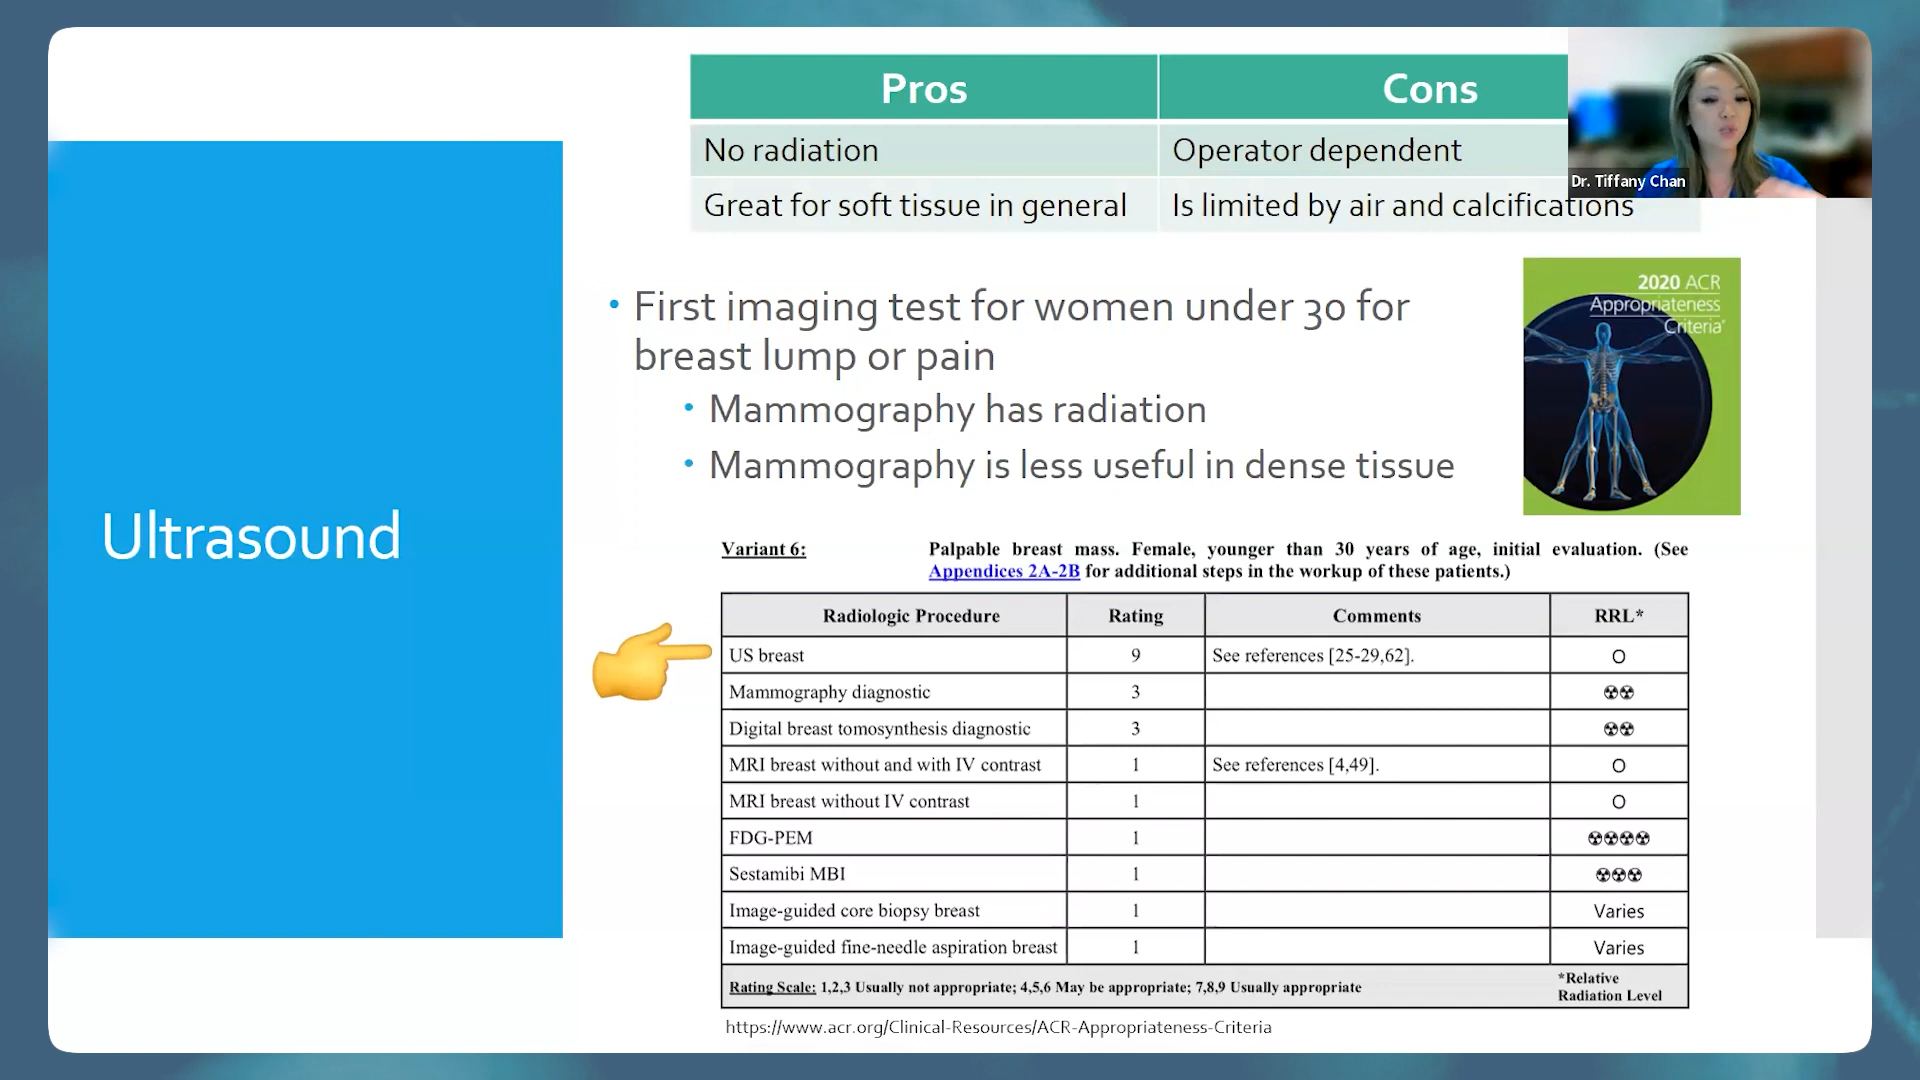 Pros Cons
No radiation Operator dependent
Great for soft tissue in general Is limited by air and calcifications
Dr. Tiffany Chan
Ultrasound
• First imaging test for women under 30 for
breast lump or pain
• Mammography has radiation
• Mammography is less useful in dense tissue
2020 ACR
Appropriateness
Criteria®
Variant 6: Palpable breast mass. Female, younger than 30 years of age, initial evaluation. (See
Appendices 2A-2B for additional steps in the workup of these patients.)
Radiologic Procedure Rating Comments RRL*
US breast 9 See references [25-29,62]. O
Mammography diagnostic 3 ☢☢
Digital breast tomosynthesis diagnostic 3 ☢☢
MRI breast without and with IV contrast 1 See references [4,49]. O
MRI breast without IV contrast 1 O
FDG-PEM 1 ☢☢☢☢
Sestamibi MBI 1 ☢☢☢
Image-guided core biopsy breast 1 Varies
Image-guided fine-needle aspiration breast 1 Varies
Rating Scale: 1,2,3 Usually not appropriate; 4,5,6 May be appropriate; 7,8,9 Usually appropriate
*Relative
Radiation Level
https://www.acr.org/Clinical-Resources/ACR-Appropriateness-Criteria